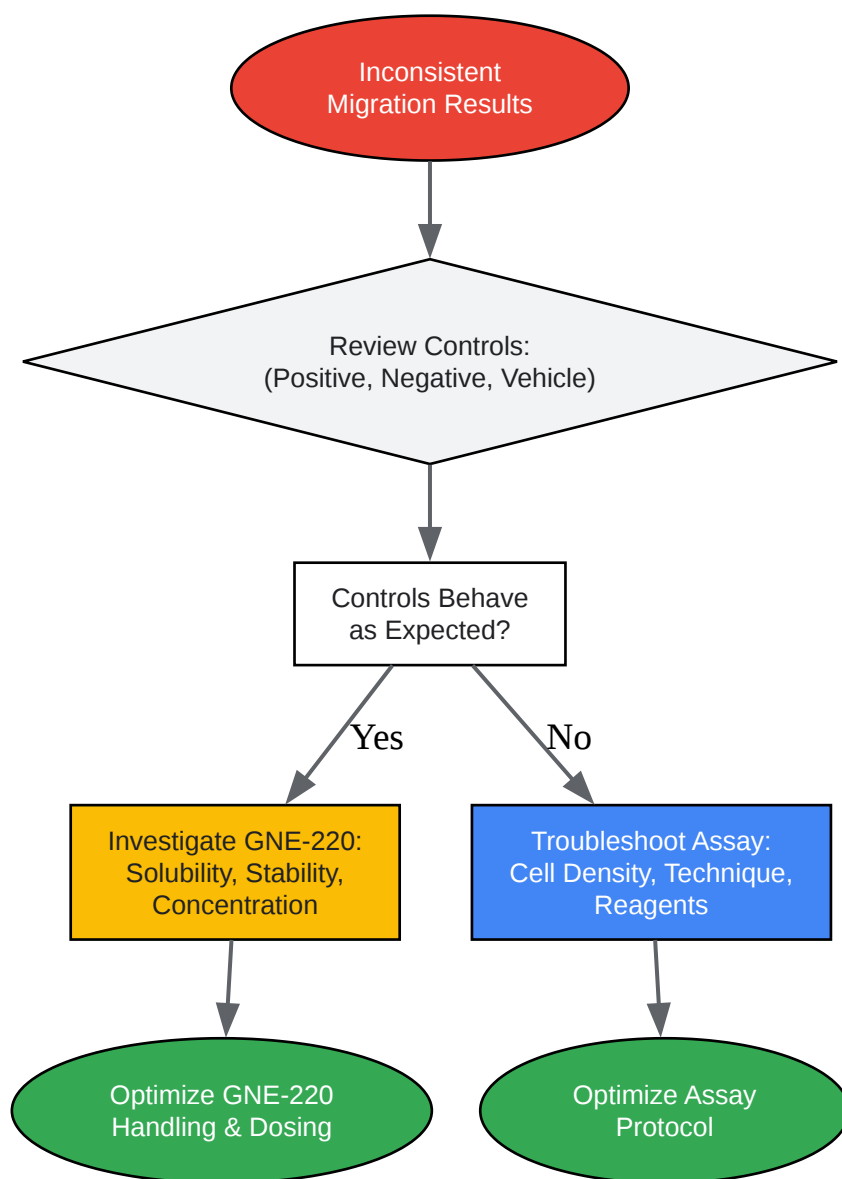 Inconsistent
Migration Results
Review Controls:
(Positive, Negative, Vehicle)
Controls Behave
as Expected?
Yes
No
Investigate GNE-220:
Solubility, Stability,
Concentration
Troubleshoot Assay:
Cell Density, Technique,
Reagents
Optimize GNE-220
Handling & Dosing
Optimize Assay
Protocol